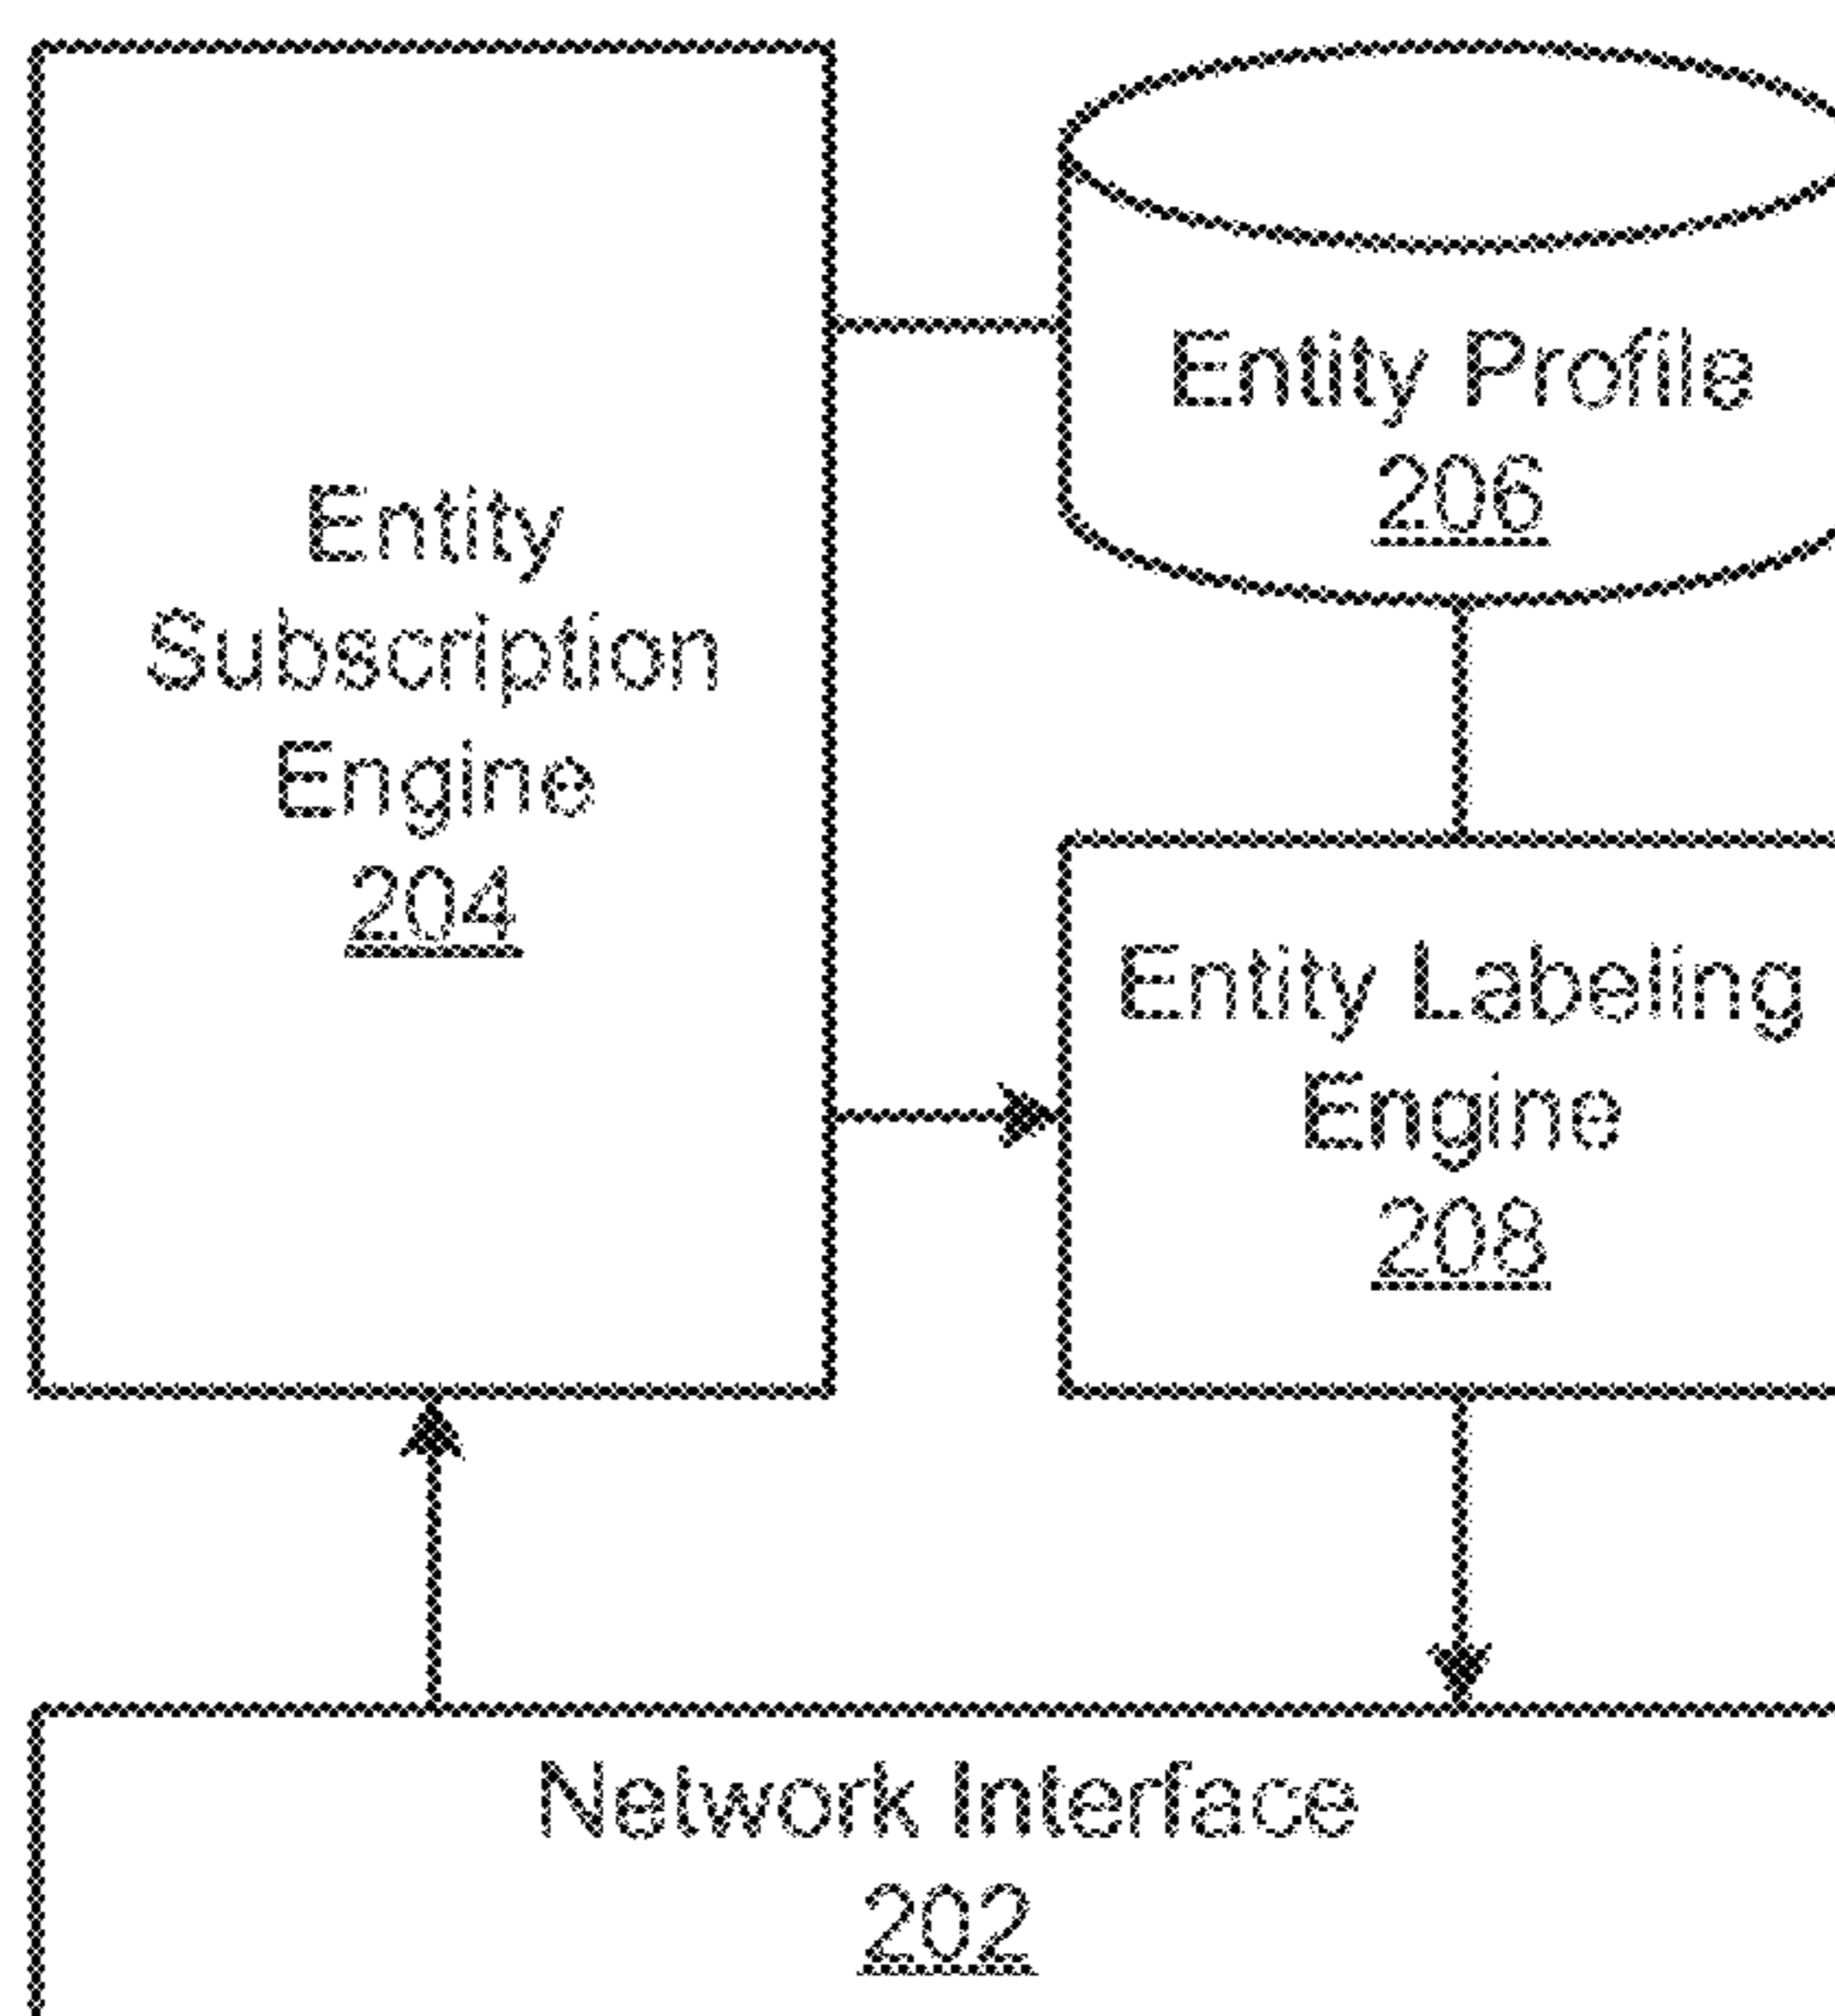 Entity
Subscription
Engine
204
Entity Profile
206
Entity Labeling
Engine
208
Network Interface
202